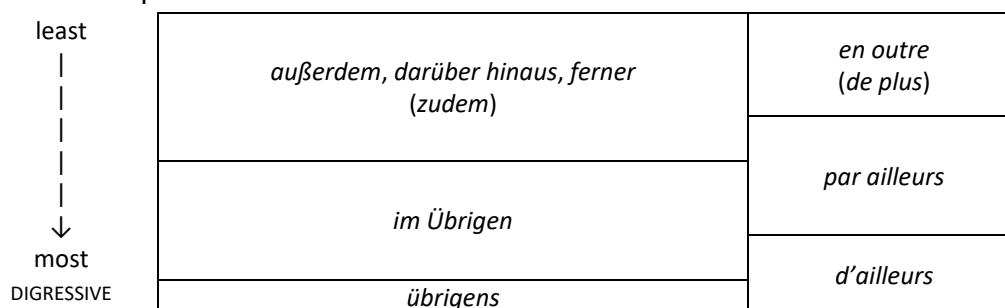 least
most
DIGRESSIVE
außerdem, darüber hinaus, ferner
(zudem)
im Übrigen
übrigens
en outre
(de plus)
par ailleurs
d'ailleurs